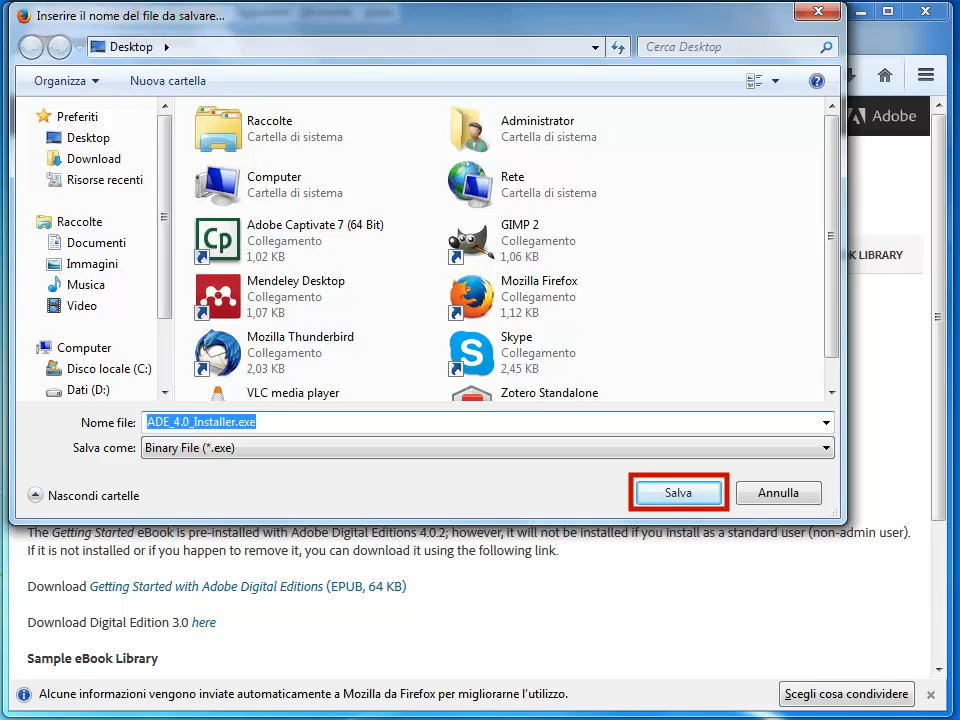 Inserire il nome del file da salvare...
Desktop
Cerca Desktop
Organizza
Nuova cartella
Preferiti
Desktop
Download
Risorse recenti
Raccolte
Documenti
Immagini
Musica
Video
Computer
Disco locale (C:)
Dati (D:)
Raccolte
Cartella di sistema
Administrator
Cartella di sistema
Computer
Cartella di sistema
Rete
Cartella di sistema
Adobe Captivate 7 (64 Bit)
Collegamento
1,02 KB
GIMP 2
Collegamento
1,06 KB
Mendeley Desktop
Collegamento
1,07 KB
Mozilla Firefox
Collegamento
1,12 KB
Mozilla Thunderbird
Collegamento
2,03 KB
Skype
Collegamento
2,45 KB
VLC media player
Zotero Standalone
Adobe
K LIBRARY
Nome file: ADE_4.0_Installer.exe
Salva come: Binary File (*.exe)
Nascondi cartelle
Salva
Annulla
The Getting Started eBook is pre-installed with Adobe Digital Editions 4.0.2; however, it will not be installed if you install as a standard user (non-admin user).
If it is not installed or if you happen to remove it, you can download it using the following link.
Download Getting Started with Adobe Digital Editions (EPUB, 64 KB)
Download Digital Edition 3.0 here
Sample eBook Library
Alcune informazioni vengono inviate automaticamente a Mozilla da Firefox per migliorarne l'utilizzo.
Scegli cosa condividere